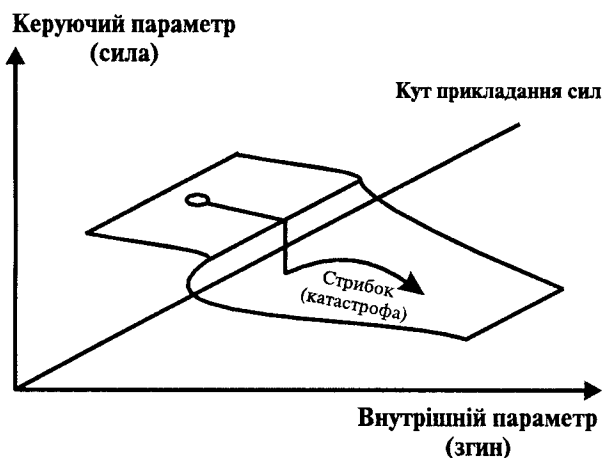 Керуючий параметр
(сила)
Кут прикладання сил
Стрибок
(катастрофа)
Внутрішній параметр
(згин)